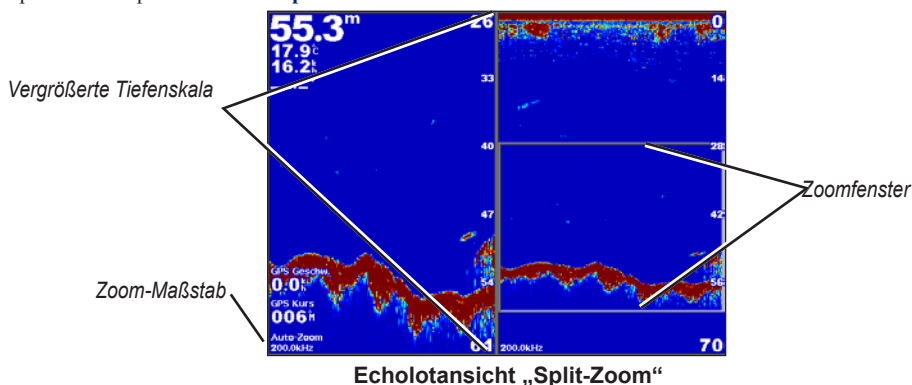 55.3m
17.9°C
16.2
Vergrößerte Tiefenskala
Zoom-Maßstab
GPS Geschw.
0.0
GPS Kurs
006
Auto-Zoom
200.0kHz
26
33
40
47
54
61
0
14
28
42
56
70
200.0kHz
Zoomfenster
Echolotansicht „Split-Zoom“